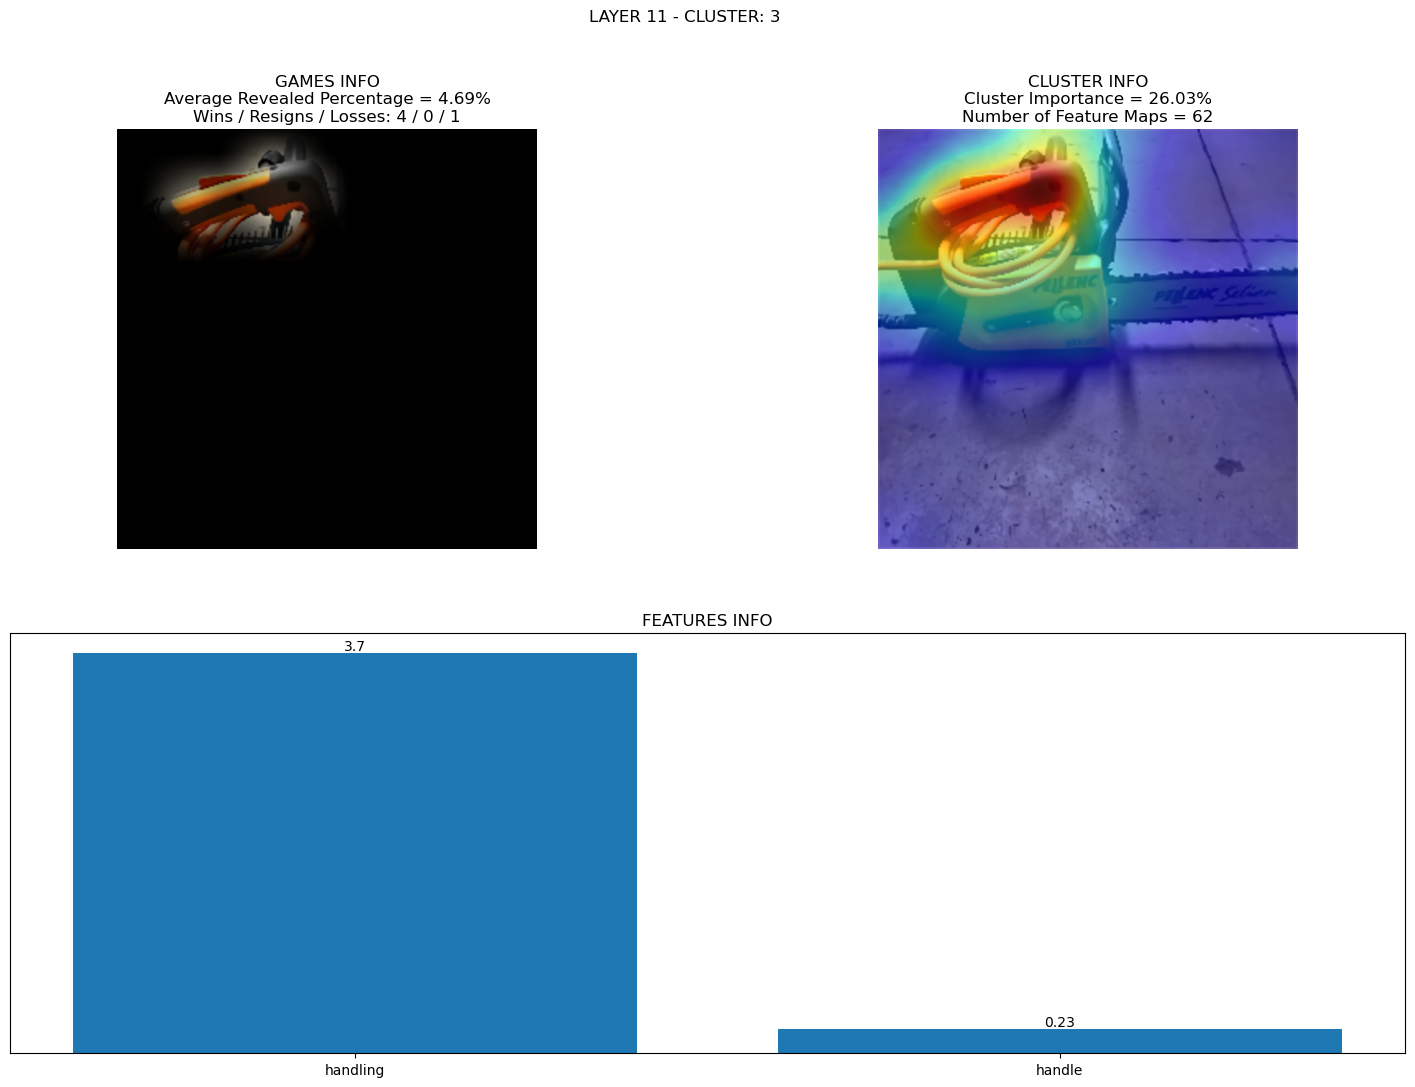 LAYER 11 - CLUSTER: 3
GAMES INFO
Average Revealed Percentage = 4.69%
Wins / Resigns / Losses: 4 / 0 / 1
CLUSTER INFO
Cluster Importance = 26.03%
Number of Feature Maps = 62
PELLENC
PELLENC Selion
FEATURES INFO
3.7
0.23
handling
handle